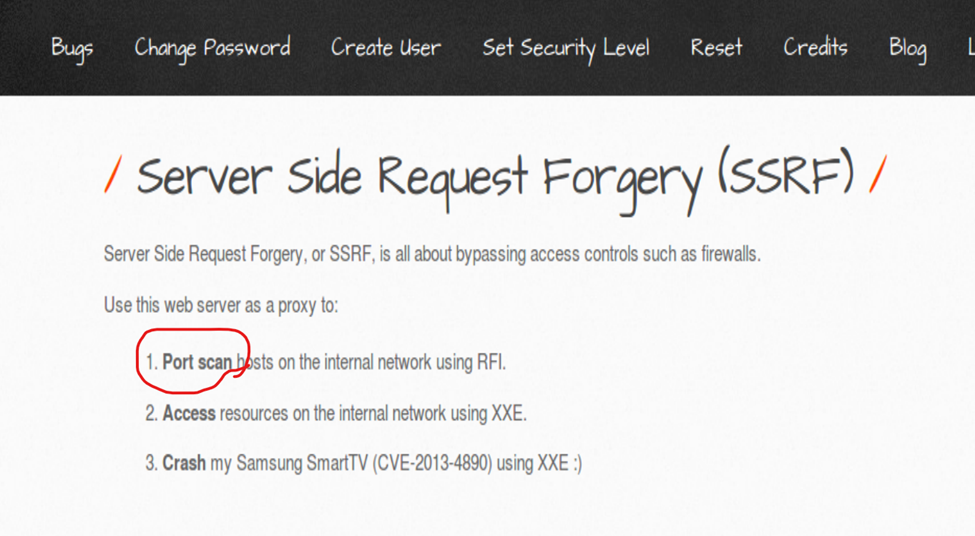 Bugs Change Password Create User Set Security Level Reset Credits Blog
/ Server Side Request Forgery (SSRF) /
Server Side Request Forgery, or SSRF, is all about bypassing access controls such as firewalls.
Use this web server as a proxy to:
1. Port scan hosts on the internal network using RFI.
2. Access resources on the internal network using XXE.
3. Crash my Samsung SmartTV (CVE-2013-4890) using XXE :)